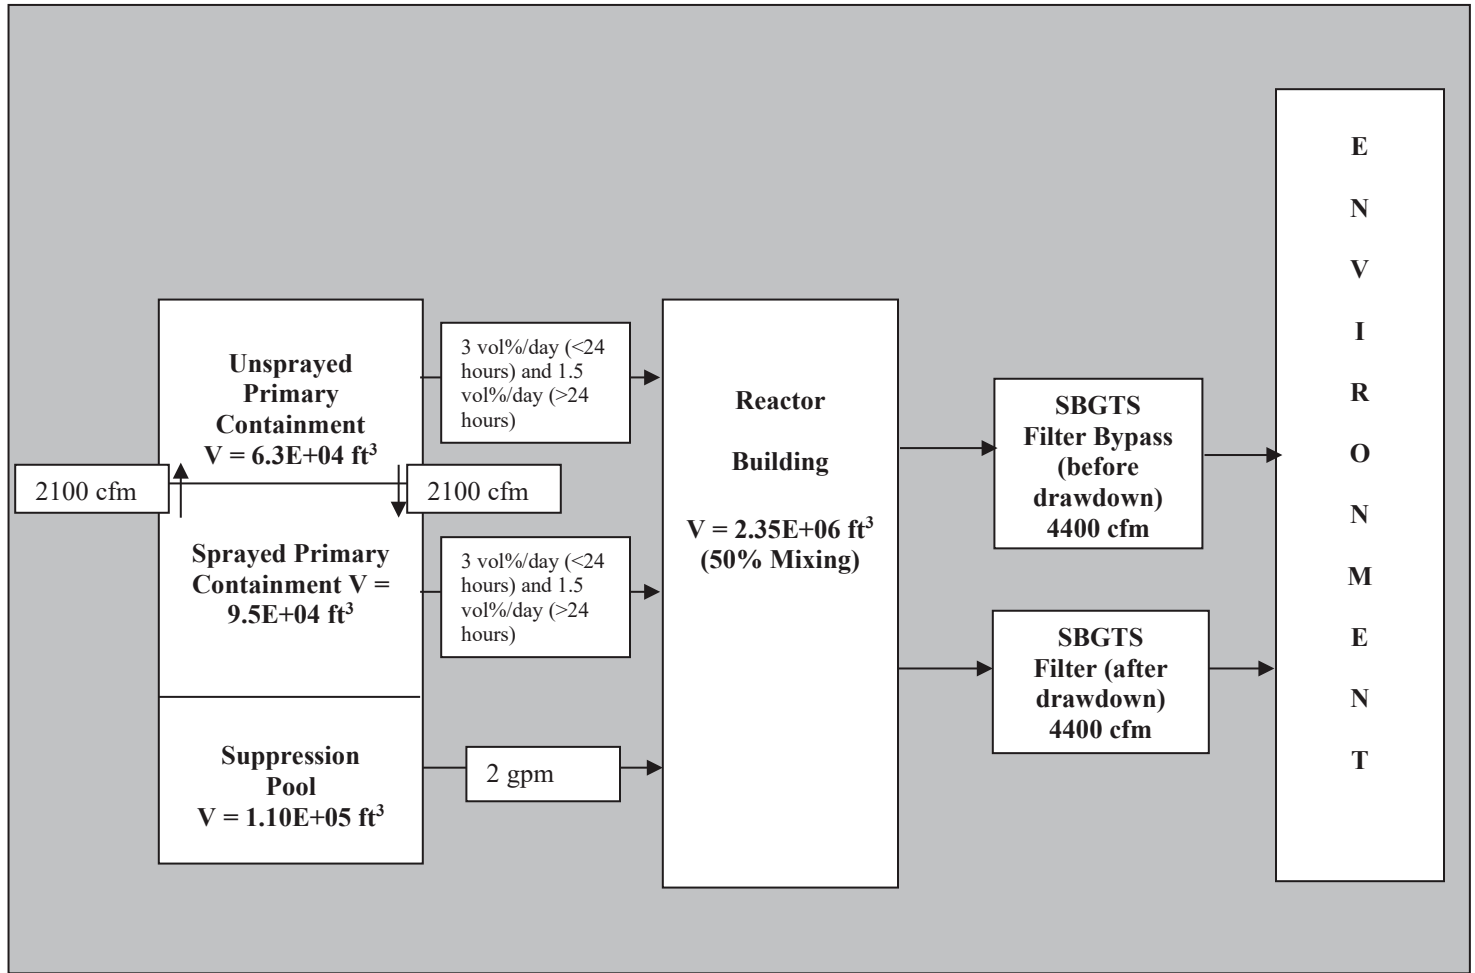 Unsprayed
Primary
Containment
V = 6.3E+04 ft³
2100 cfm
2100 cfm
Sprayed Primary
Containment V =
9.5E+04 ft³
Suppression
Pool
V = 1.10E+05 ft³
3 vol%/day (<24
hours) and 1.5
vol%/day (>24
hours)
3 vol%/day (<24
hours) and 1.5
vol%/day (>24
hours)
2 gpm
Reactor
Building
V = 2.35E+06 ft³
(50% Mixing)
SBGTS
Filter Bypass
(before
drawdown)
4400 cfm
SBGTS
Filter (after
drawdown)
4400 cfm
E
N
V
I
R
O
N
M
E
N
T